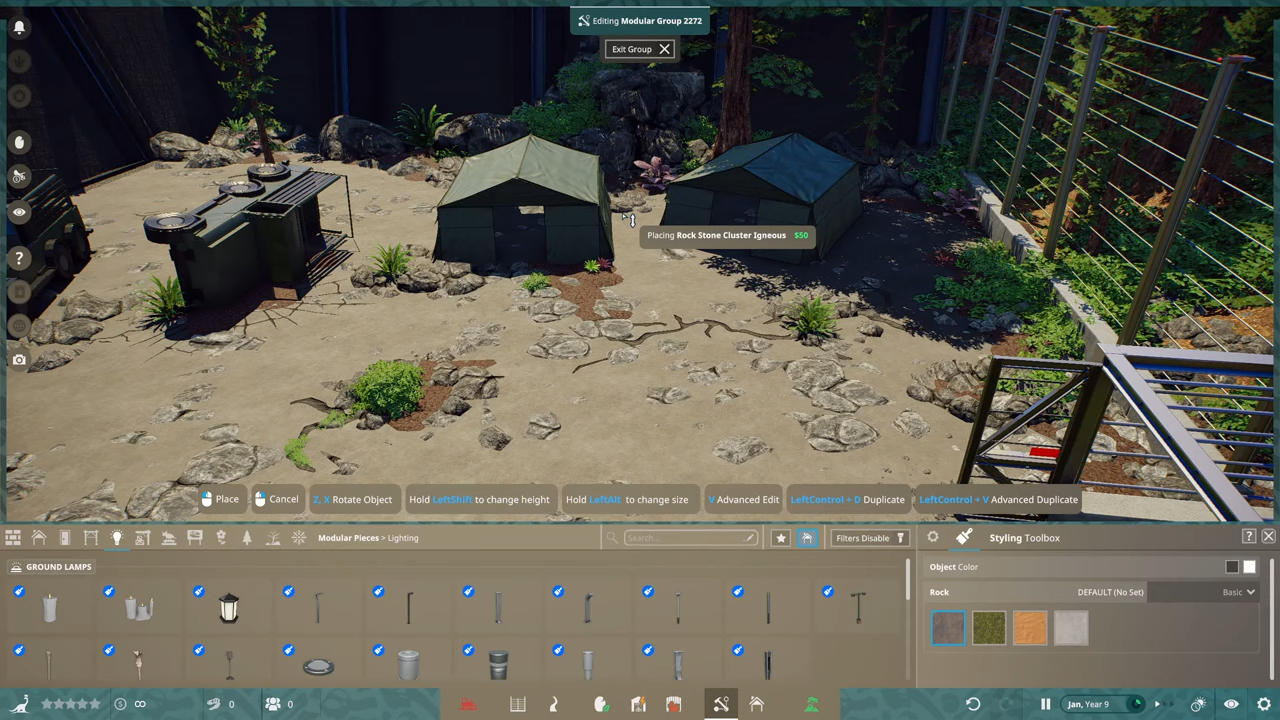 Editing Modular Group 2272
Exit Group
Placing Rock Stone Cluster Igneous $50
Place
Cancel
Z, X Rotate Object
Hold LeftShift to change height
Hold LeftAlt to change size
V Advanced Edit
LeftControl + D Duplicate
LeftControl + V Advanced Duplicate
Modular Pieces > Lighting
Search...
Filters Disable
Styling Toolbox
?
GROUND LAMPS
Object Color
Rock
DEFAULT (No Set)
Basic
∞
0
0
Jan, Year 9